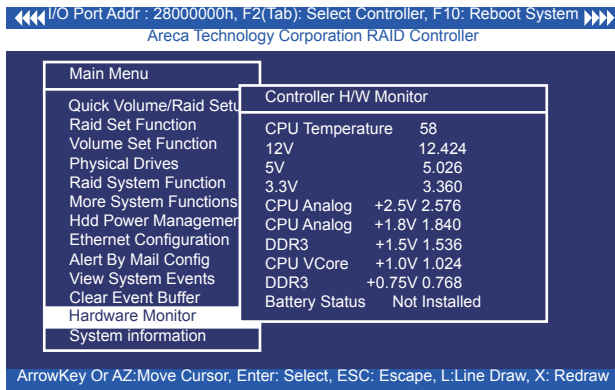 I/O Port Addr : 28000000h, F2(Tab): Select Controller, F10: Reboot System
Areca Technology Corporation RAID Controller
Main Menu
Quick Volume/Raid Setu
Raid Set Function
Volume Set Function
Physical Drives
Raid System Function
More System Functions
Hdd Power Managemer
Ethernet Configuration
Alert By Mail Config
View System Events
Clear Event Buffer
Hardware Monitor
System information
Controller H/W Monitor
CPU Temperature 58
12V 12.424
5V 5.026
3.3V 3.360
CPU Analog +2.5V 2.576
CPU Analog +1.8V 1.840
DDR3 +1.5V 1.536
CPU VCore +1.0V 1.024
DDR3 +0.75V 0.768
Battery Status Not Installed
ArrowKey Or AZ:Move Cursor, Enter: Select, ESC: Escape, L:Line Draw, X: Redraw